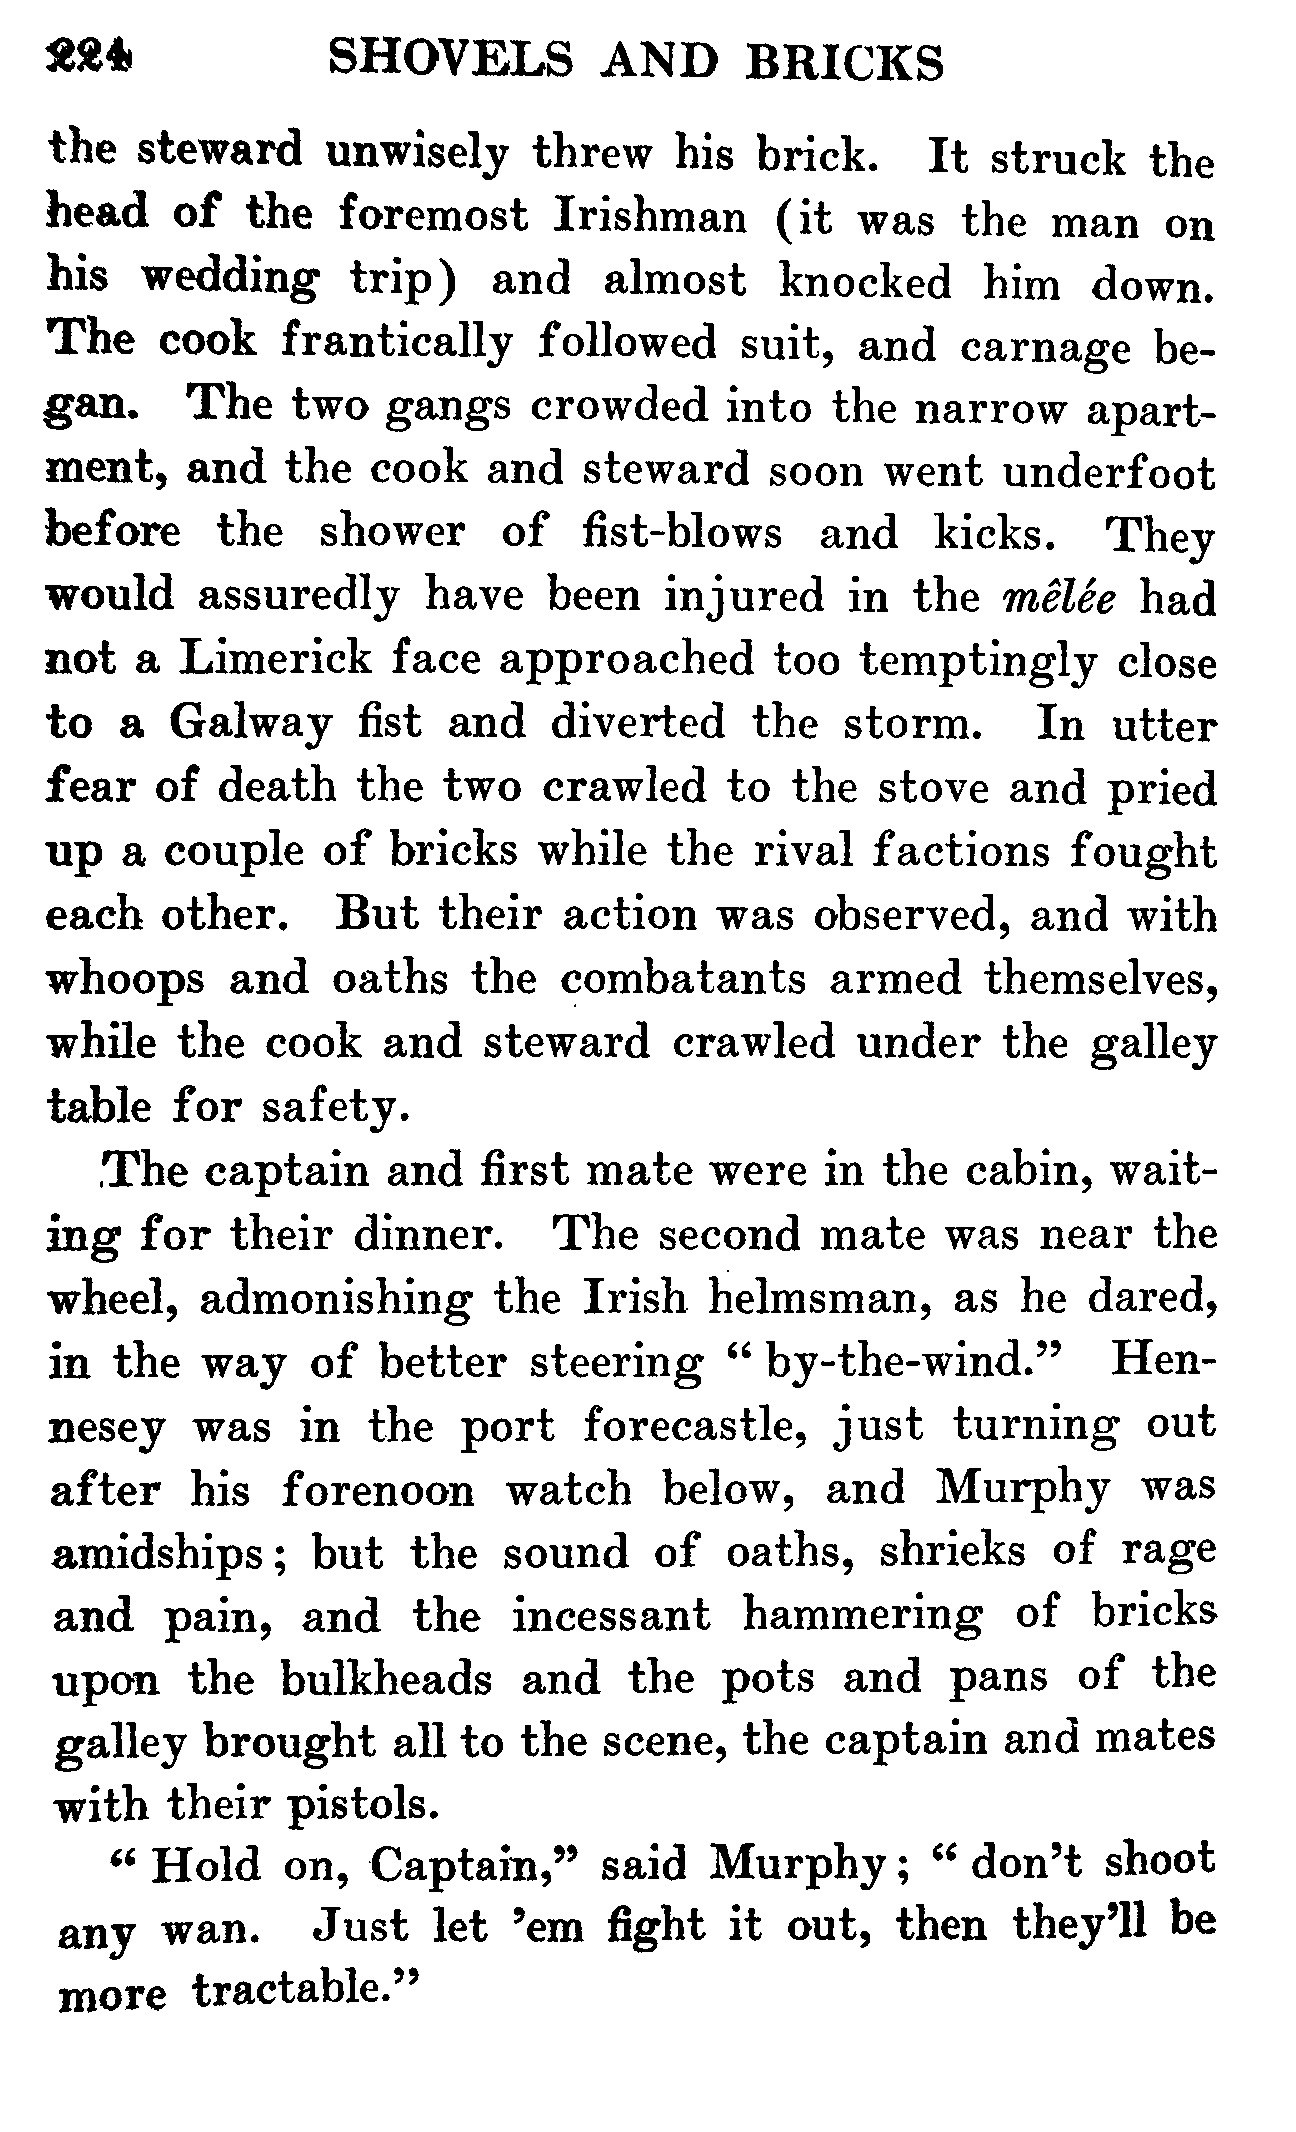 224 SHOVELS AND BRICKS
the steward unwisely threw his brick. It struck the
head of the foremost Irishman (it was the man on
his wedding trip) and almost knocked him down.
The cook frantically followed suit, and carnage be-
gan. The two gangs crowded into the narrow apart-
ment, and the cook and steward soon went underfoot
before the shower of fist-blows and kicks. They
would assuredly have been injured in the mêlée had
not a Limerick face approached too temptingly close
to a Galway fist and diverted the storm. In utter
fear of death the two crawled to the stove and pried
up a couple of bricks while the rival factions fought
each other. But their action was observed, and with
whoops and oaths the combatants armed themselves,
while the cook and steward crawled under the galley
table for safety.
The captain and first mate were in the cabin, wait-
ing for their dinner. The second mate was near the
wheel, admonishing the Irish helmsman, as he dared,
in the way of better steering “ by-the-wind.” Hen-
nesey was in the port forecastle, just turning out
after his forenoon watch below, and Murphy was
amidships; but the sound of oaths, shrieks of rage
and pain, and the incessant hammering of bricks
upon the bulkheads and the pots and pans of the
galley brought all to the scene, the captain and mates
with their pistols.
“ Hold on, Captain,” said Murphy; “ don’t shoot
any wan. Just let ’em fight it out, then they’ll be
more tractable.”